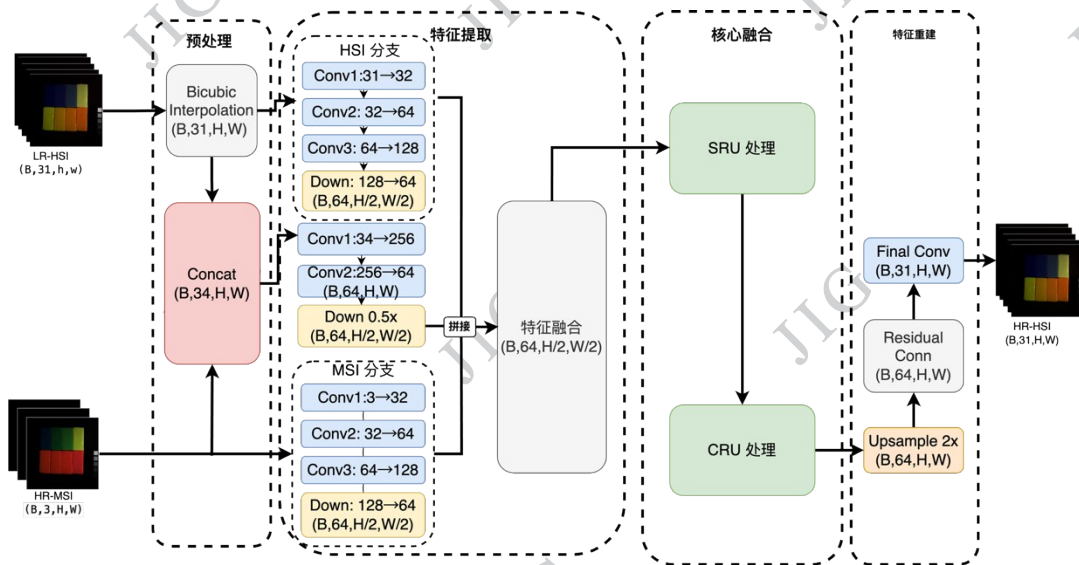 预处理
特征提取
核心融合
特征重建
LR-HSI
(B,31,h,w)
HR-MSI
(B,3,H,W)
Bicubic
Interpolation
(B,31,H,W)
Concat
(B,34,H,W)
HSI 分支
Conv1:31→32
Conv2: 32→64
Conv3: 64→128
Down: 128→64
(B,64,H/2,W/2)
Conv1:34→256
Conv2:256→64
(B,64,H,W)
Down 0.5x
(B,64,H/2,W/2)
MSI 分支
Conv1:3→32
Conv2: 32→64
Conv3: 64→128
Down: 128→64
(B,64,H/2,W/2)
拼接
特征融合
(B,64,H/2,W/2)
SRU 处理
CRU 处理
Final Conv
(B,31,H,W)
Residual
Conn
(B,64,H,W)
Upsample 2x
(B,64,H,W)
HR-HSI
(B,31,H,W)
JIG
JIG
JIG
JIG